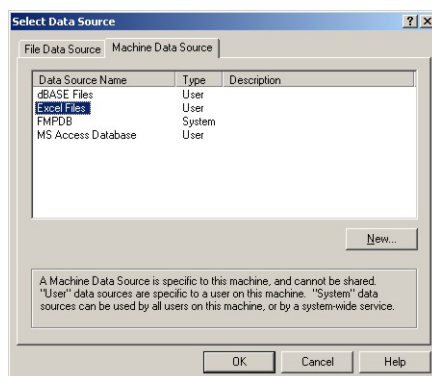 Select Data Source
File Data Source Machine Data Source
Data Source Name Type Description
dBASE Files User
Excel Files User
FMPDB System
MS Access Database User
New...
A Machine Data Source is specific to this machine, and cannot be shared.
"User" data sources are specific to a user on this machine. "System" data
sources can be used by all users on this machine, or by a system-wide service.
OK Cancel Help